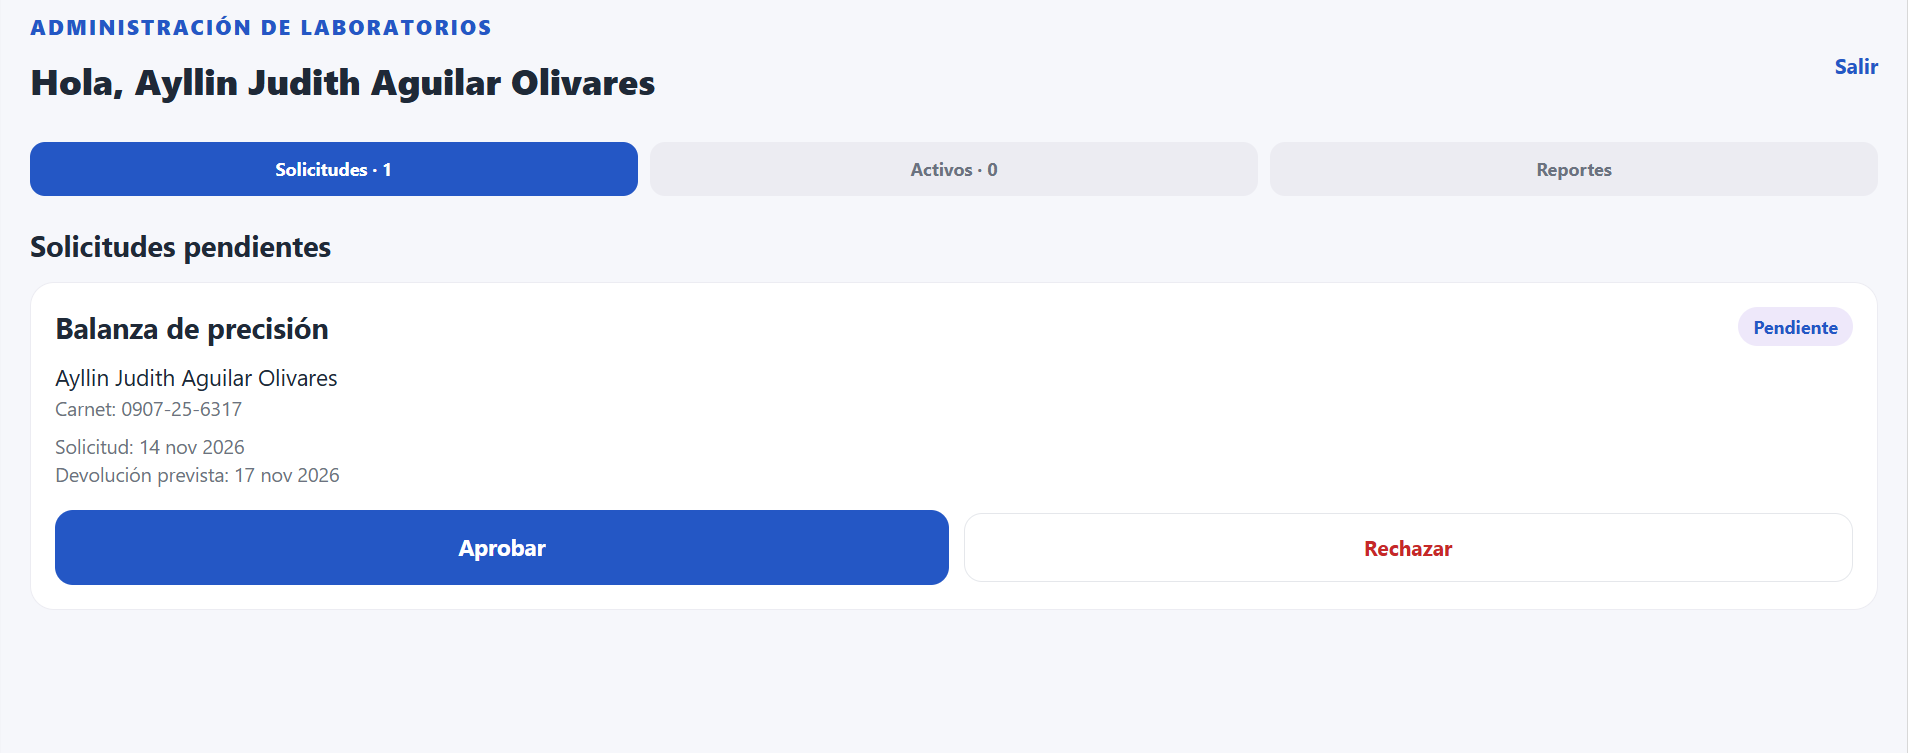 ADMINISTRACIÓN DE LABORATORIOS
Hola, Ayllin Judith Aguilar Olivares
Salir
Solicitudes · 1
Activos · 0
Reportes
Solicitudes pendientes
Balanza de precisión
Pendiente
Ayllin Judith Aguilar Olivares
Carnet: 0907-25-6317
Solicitud: 14 nov 2026
Devolución prevista: 17 nov 2026
Aprobar
Rechazar